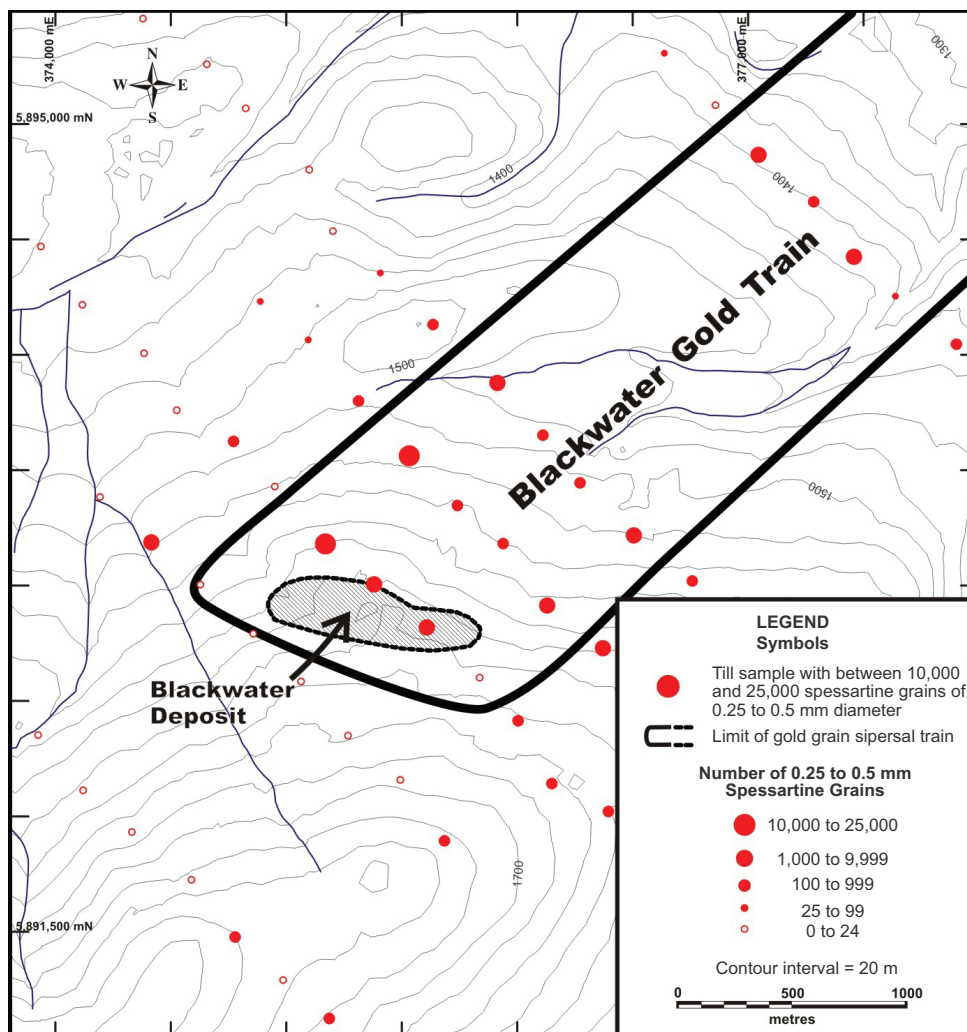 374,000 mE
377,000 mE
1300
N
W E
S
5,895,000 mN
1400
1400
1500
Blackwater Gold Train
1500
Blackwater
Deposit
1700
5,891,500 mN
LEGEND
Symbols
Till sample with between 10,000
and 25,000 spessartine grains of
0.25 to 0.5 mm diameter
Limit of gold grain sipersal train
Number of 0.25 to 0.5 mm
Spessartine Grains
10,000 to 25,000
1,000 to 9,999
100 to 999
25 to 99
0 to 24
Contour interval = 20 m
0 500 1000
metres